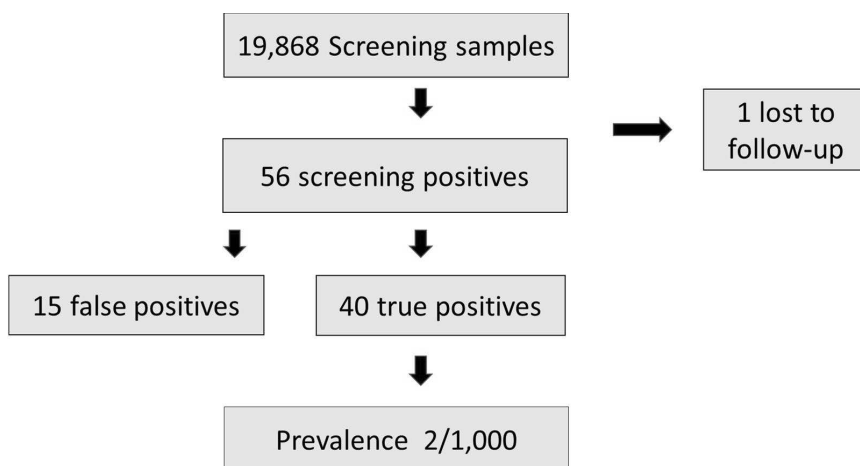 19,868 Screening samples
1 lost to
follow-up
56 screening positives
15 false positives
40 true positives
Prevalence 2/1,000